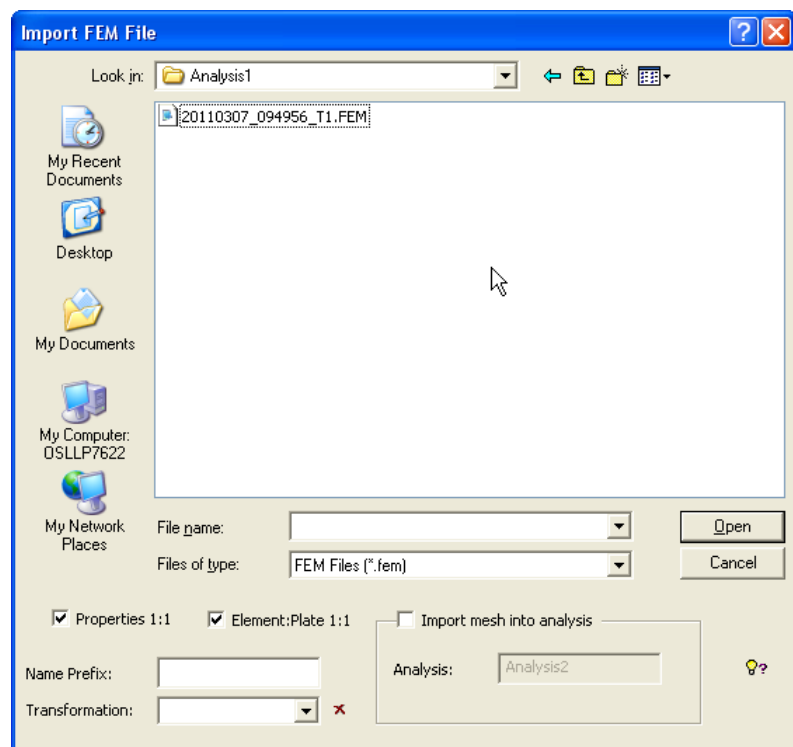 Import FEM File
Look in: Analysis1
20110307_094956_T1.FEM
My Recent
Documents
Desktop
My Documents
My Computer:
OSLLP7622
My Network
Places
File name:
Open
Files of type: FEM Files (*.fem)
Cancel
Properties 1:1 Element:Plate 1:1 Import mesh into analysis
Name Prefix:
Analysis: Analysis2
Transformation: